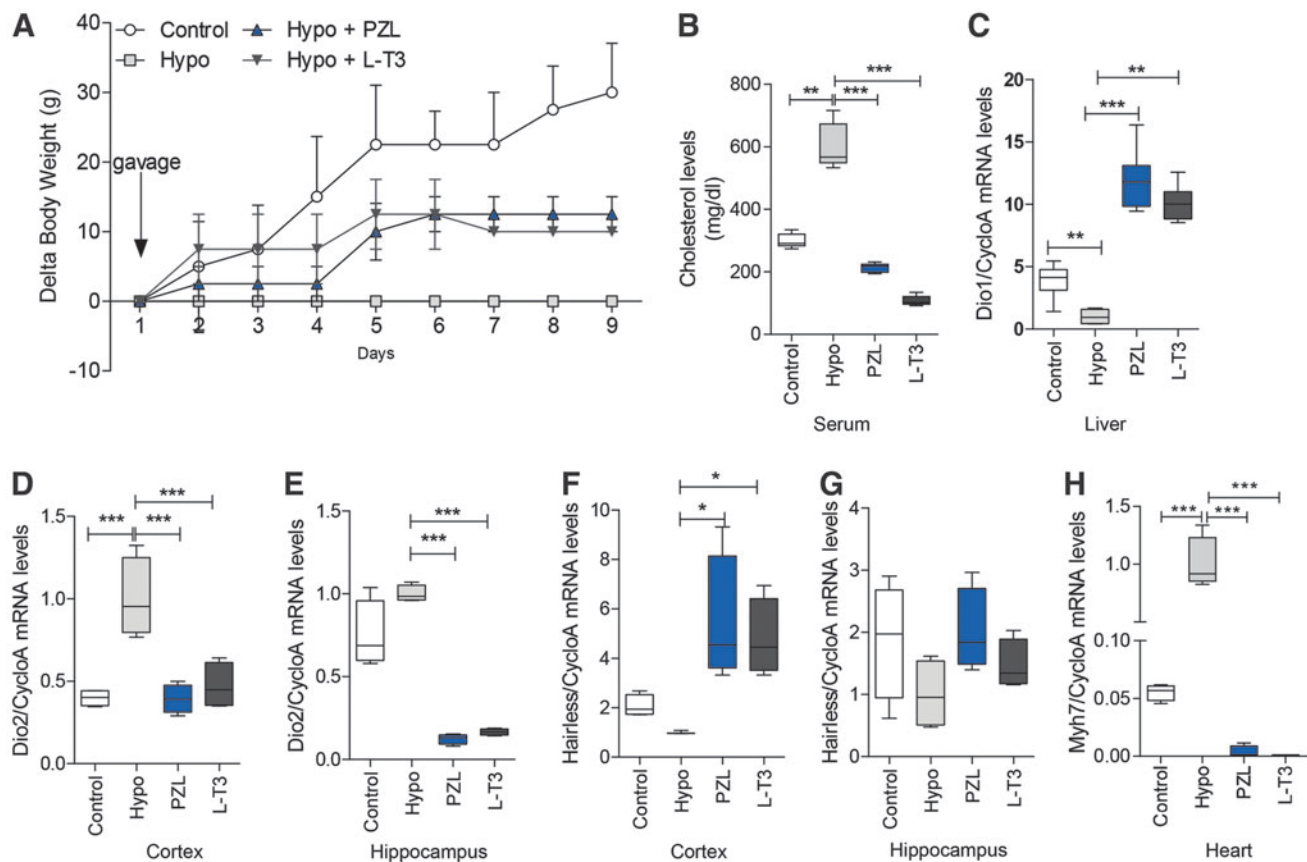 A
Control
Hypo + PZL
Hypo
Hypo + L-T3
Delta Body Weight (g)
40
30
20
10
0
-10
gavage
1 2 3 4 5 6 7 8 9
Days
B
Cholesterol levels
(mg/dl)
800
600
400
200
0
** ***
***
Control
Hypo
PZL
L-T3
Serum
C
Dio1/CycloA mRNA levels
20
15
10
5
0
**
***
**
Control
Hypo
PZL
L-T3
Liver
D
Dio2/CycloA mRNA levels
1.5
1.0
0.5
0.0
***
*** ***
Control
Hypo
PZL
L-T3
Cortex
E
Dio2/CycloA mRNA levels
1.5
1.0
0.5
0.0
***
***
Control
Hypo
PZL
L-T3
Hippocampus
F
Hairless/CycloA mRNA levels
10
8
6
4
2
0
*
*
Control
Hypo
PZL
L-T3
Cortex
G
Hairless/CycloA mRNA levels
4
3
2
1
0
Control
Hypo
PZL
L-T3
Hippocampus
H
Myh7/CycloA mRNA levels
1.5
1.0
0.10
0.05
0.00
***
*** ***
Control
Hypo
PZL
L-T3
Heart